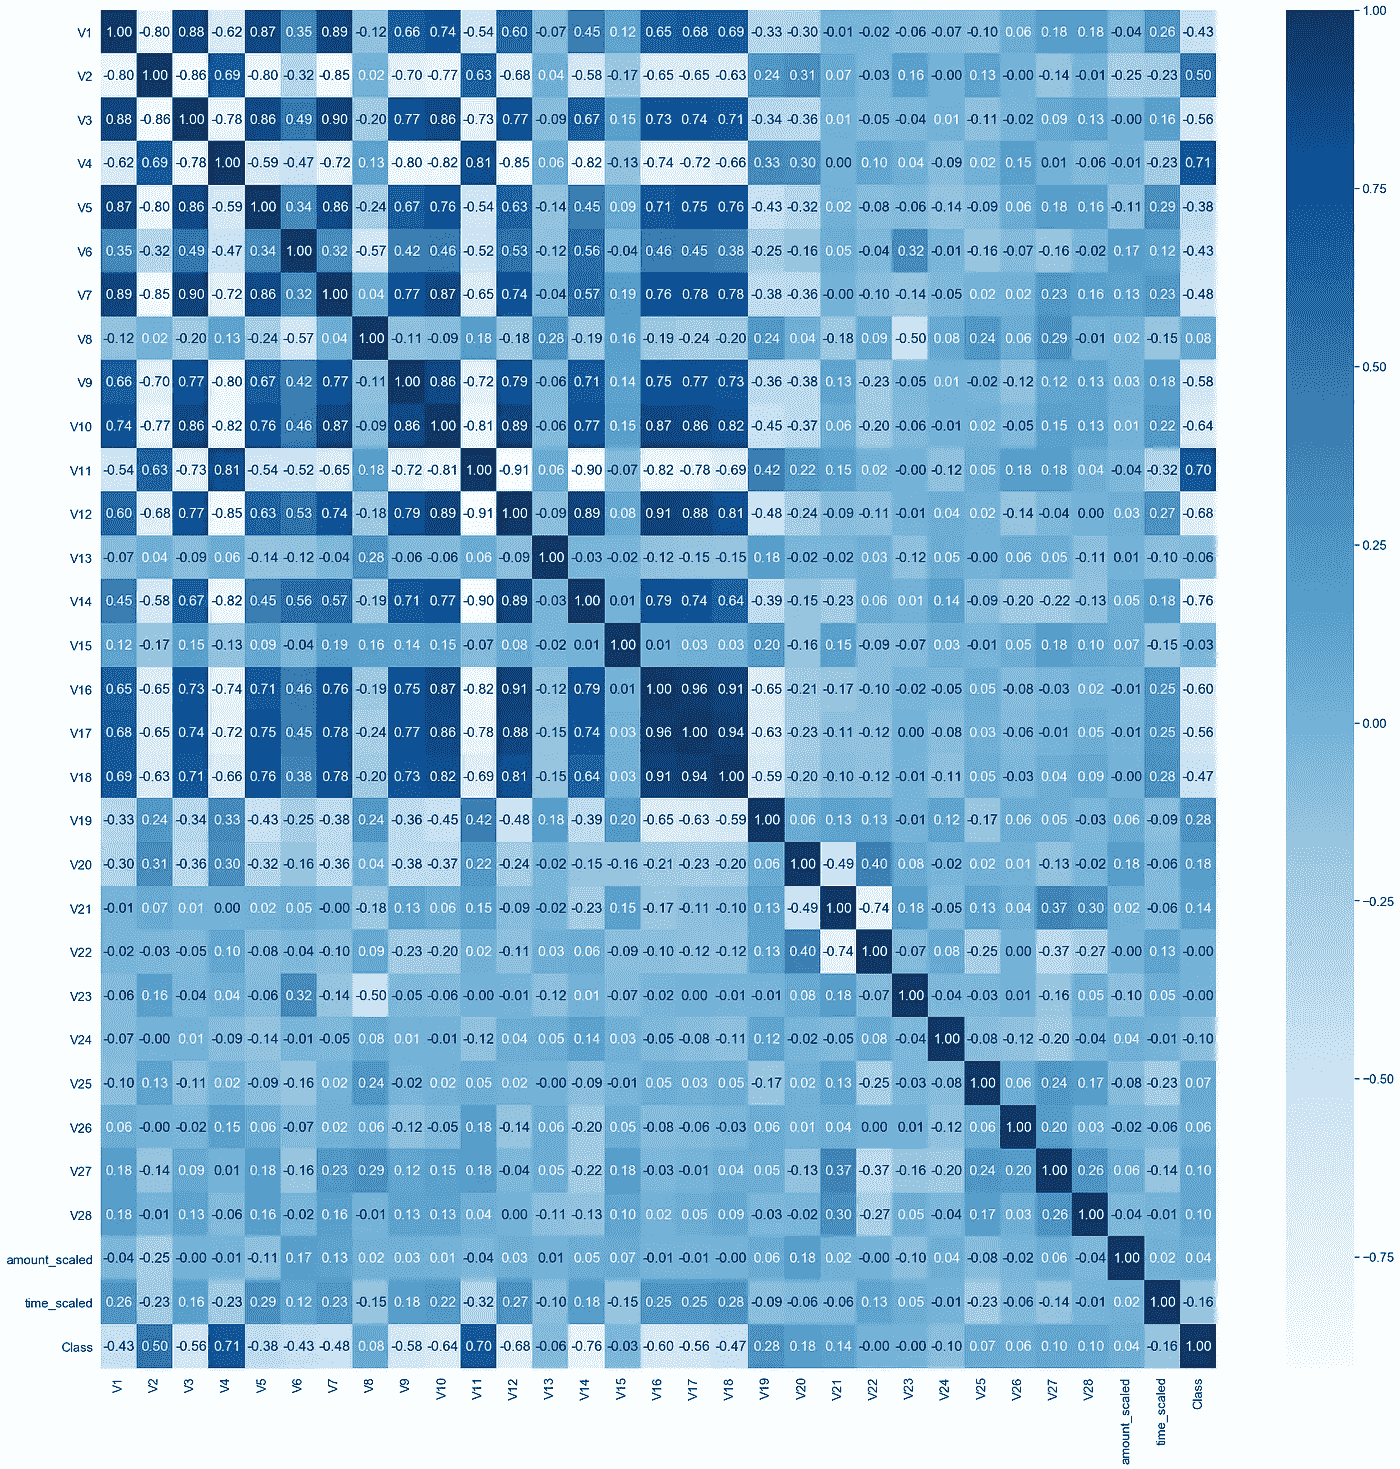 V1 1.00 -0.80 0.88 -0.62 0.87 0.35 0.89 -0.12 0.66 0.74 -0.54 0.60 -0.07 0.45 0.12 0.65 0.68 0.69 -0.33 -0.30 -0.01 -0.02 -0.06 -0.07 -0.10 0.06 0.18 0.18 -0.04 0.26 -0.43 1.00
V2 -0.80 1.00 -0.86 0.69 -0.80 -0.32 -0.85 0.02 -0.70 -0.77 0.63 -0.68 0.04 -0.58 -0.17 -0.65 -0.65 -0.63 0.24 0.31 0.07 -0.03 0.16 -0.00 0.13 -0.00 -0.14 -0.01 -0.25 -0.23 0.50
V3 0.88 -0.86 1.00 -0.78 0.86 0.49 0.90 -0.20 0.77 0.86 -0.73 0.77 -0.09 0.67 0.15 0.73 0.74 0.71 -0.34 -0.36 0.01 -0.05 -0.04 0.01 -0.11 -0.02 0.09 0.13 -0.00 0.16 -0.56
V4 -0.62 0.69 -0.78 1.00 -0.59 -0.47 -0.72 0.13 -0.80 -0.82 0.81 -0.85 0.06 -0.82 -0.13 -0.74 -0.72 -0.66 0.33 0.30 0.00 0.10 0.04 -0.09 0.02 0.15 0.01 -0.06 -0.01 -0.23 0.71
0.75
V5 0.87 -0.80 0.86 -0.59 1.00 0.34 0.86 -0.24 0.67 0.76 -0.54 0.63 -0.14 0.45 0.09 0.71 0.75 0.76 -0.43 -0.32 0.02 -0.08 -0.06 -0.14 -0.09 0.06 0.18 0.16 -0.11 0.29 -0.38
V6 0.35 -0.32 0.49 -0.47 0.34 1.00 0.32 -0.57 0.42 0.46 -0.52 0.53 -0.12 0.56 -0.04 0.46 0.45 0.38 -0.25 -0.16 0.05 -0.04 0.32 -0.01 -0.16 -0.07 -0.16 -0.02 0.17 0.12 -0.43
V7 0.89 -0.85 0.90 -0.72 0.86 0.32 1.00 0.04 0.77 0.87 -0.65 0.74 -0.04 0.57 0.19 0.76 0.78 0.78 -0.38 -0.36 -0.00 -0.10 -0.14 -0.05 0.02 0.02 0.23 0.16 0.13 0.23 -0.48
V8 -0.12 0.02 -0.20 0.13 -0.24 -0.57 0.04 1.00 -0.11 -0.09 0.18 -0.18 0.28 -0.19 0.16 -0.19 -0.24 -0.20 0.24 0.04 -0.18 0.09 -0.50 0.08 0.24 0.06 0.29 -0.01 0.02 -0.15 0.08
0.50
V9 0.66 -0.70 0.77 -0.80 0.67 0.42 0.77 -0.11 1.00 0.86 -0.72 0.79 -0.06 0.71 0.14 0.75 0.77 0.73 -0.36 -0.38 0.13 -0.23 -0.05 0.01 -0.02 -0.12 0.12 0.13 0.03 0.18 -0.58
V10 0.74 -0.77 0.86 -0.82 0.76 0.46 0.87 -0.09 0.86 1.00 -0.81 0.89 -0.06 0.77 0.15 0.87 0.86 0.82 -0.45 -0.37 0.06 -0.20 -0.06 -0.01 0.02 -0.05 0.15 0.13 0.01 0.22 -0.64
V11 -0.54 0.63 -0.73 0.81 -0.54 -0.52 -0.65 0.18 -0.72 -0.81 1.00 -0.91 0.06 -0.90 -0.07 -0.82 -0.78 -0.69 0.42 0.22 0.15 0.02 -0.00 -0.12 0.05 0.18 0.18 0.04 -0.04 -0.32 0.70
V12 0.60 -0.68 0.77 -0.85 0.63 0.53 0.74 -0.18 0.79 0.89 -0.91 1.00 -0.09 0.89 0.08 0.91 0.88 0.81 -0.48 -0.24 -0.09 -0.11 -0.01 0.04 0.02 -0.14 -0.04 0.00 0.03 0.27 -0.68
0.25
V13 -0.07 0.04 -0.09 0.06 -0.14 -0.12 -0.04 0.28 -0.06 -0.06 0.06 -0.09 1.00 -0.03 -0.02 -0.12 -0.15 -0.15 0.18 -0.02 -0.02 0.03 -0.12 0.05 -0.00 0.06 0.05 -0.11 0.01 -0.10 -0.06
V14 0.45 -0.58 0.67 -0.82 0.45 0.56 0.57 -0.19 0.71 0.77 -0.90 0.89 -0.03 1.00 0.01 0.79 0.74 0.64 -0.39 -0.15 -0.23 0.06 0.01 0.14 -0.09 -0.20 -0.22 -0.13 0.05 0.18 -0.76
V15 0.12 -0.17 0.15 -0.13 0.09 -0.04 0.19 0.16 0.14 0.15 -0.07 0.08 -0.02 0.01 1.00 0.01 0.03 0.03 0.20 -0.16 0.15 -0.09 -0.07 0.03 -0.01 0.05 0.18 0.10 0.07 -0.15 -0.03
V16 0.65 -0.65 0.73 -0.74 0.71 0.46 0.76 -0.19 0.75 0.87 -0.82 0.91 -0.12 0.79 0.01 1.00 0.96 0.91 -0.65 -0.21 -0.17 -0.10 -0.02 -0.05 0.05 -0.08 -0.03 0.02 -0.01 0.25 -0.60
0.00
V17 0.68 -0.65 0.74 -0.72 0.75 0.45 0.78 -0.24 0.77 0.86 -0.78 0.88 -0.15 0.74 0.03 0.96 1.00 0.94 -0.63 -0.23 -0.11 -0.12 0.00 -0.08 0.03 -0.06 -0.01 0.05 -0.01 0.25 -0.56
V18 0.69 -0.63 0.71 -0.66 0.76 0.38 0.78 -0.20 0.73 0.82 -0.69 0.81 -0.15 0.64 0.03 0.91 0.94 1.00 -0.59 -0.20 -0.10 -0.12 -0.01 -0.11 0.05 -0.03 0.04 0.09 -0.00 0.28 -0.47
V19 -0.33 0.24 -0.34 0.33 -0.43 -0.25 -0.38 0.24 -0.36 -0.45 0.42 -0.48 0.18 -0.39 0.20 -0.65 -0.63 -0.59 1.00 0.06 0.13 0.13 -0.01 0.12 -0.17 0.06 0.05 -0.03 0.06 -0.09 0.28
V20 -0.30 0.31 -0.36 0.30 -0.32 -0.16 -0.36 0.04 -0.38 -0.37 0.22 -0.24 -0.02 -0.15 -0.16 -0.21 -0.23 -0.20 0.06 1.00 -0.49 0.40 0.08 -0.02 0.02 0.01 -0.13 -0.02 0.18 -0.06 0.18
-0.25
V21 -0.01 0.07 0.01 0.00 0.02 0.05 -0.00 -0.18 0.13 0.06 0.15 -0.09 -0.02 -0.23 0.15 -0.17 -0.11 -0.10 0.13 -0.49 1.00 -0.74 0.18 -0.05 0.13 0.04 0.37 0.30 0.02 -0.06 0.14
V22 -0.02 -0.03 -0.05 0.10 -0.08 -0.04 -0.10 0.09 -0.23 -0.20 0.02 -0.11 0.03 0.06 -0.09 -0.10 -0.12 -0.12 0.13 0.40 -0.74 1.00 -0.07 0.08 -0.25 0.00 -0.37 -0.27 -0.00 0.13 -0.00
V23 -0.06 0.16 -0.04 0.04 -0.06 0.32 -0.14 -0.50 -0.05 -0.06 -0.00 -0.01 -0.12 0.01 -0.07 -0.02 0.00 -0.01 -0.01 0.08 0.18 -0.07 1.00 -0.04 -0.03 0.01 -0.16 0.05 -0.10 0.05 -0.00
V24 -0.07 -0.00 0.01 -0.09 -0.14 -0.01 -0.05 0.08 0.01 -0.01 -0.12 0.04 0.05 0.14 0.03 -0.05 -0.08 -0.11 0.12 -0.02 -0.05 0.08 -0.04 1.00 -0.08 -0.12 -0.20 -0.04 0.04 -0.01 -0.10
-0.50
V25 -0.10 0.13 -0.11 0.02 -0.09 -0.16 0.02 0.24 -0.02 0.02 0.05 0.02 -0.00 -0.09 -0.01 0.05 0.03 0.05 -0.17 0.02 0.13 -0.25 -0.03 -0.08 1.00 0.06 0.24 0.17 -0.08 -0.23 0.07
V26 0.06 -0.00 -0.02 0.15 0.06 -0.07 0.02 0.06 -0.12 -0.05 0.18 -0.14 0.06 -0.20 0.05 -0.08 -0.06 -0.03 0.06 0.01 0.04 0.00 0.01 -0.12 0.06 1.00 0.20 0.03 -0.02 -0.06 0.06
V27 0.18 -0.14 0.09 0.01 0.18 -0.16 0.23 0.29 0.12 0.15 0.18 -0.04 0.05 -0.22 0.18 -0.03 -0.01 0.04 0.05 -0.13 0.37 -0.37 -0.16 -0.20 0.24 0.20 1.00 0.26 0.06 -0.14 0.10
V28 0.18 -0.01 0.13 -0.06 0.16 -0.02 0.16 -0.01 0.13 0.13 0.04 0.00 -0.11 -0.13 0.10 0.02 0.05 0.09 -0.03 -0.02 0.30 -0.27 0.05 -0.04 0.17 0.03 0.26 1.00 -0.04 -0.01 0.10
amount_scaled -0.04 -0.25 -0.00 -0.01 -0.11 0.17 0.13 0.02 0.03 0.01 -0.04 0.03 0.01 0.05 0.07 -0.01 -0.01 -0.00 0.06 0.18 0.02 -0.00 -0.10 0.04 -0.08 -0.02 0.06 -0.04 1.00 0.02 0.04
-0.75
time_scaled 0.26 -0.23 0.16 -0.23 0.29 0.12 0.23 -0.15 0.18 0.22 -0.32 0.27 -0.10 0.18 -0.15 0.25 0.25 0.28 -0.09 -0.06 -0.06 0.13 0.05 -0.01 -0.23 -0.06 -0.14 -0.01 0.02 1.00 -0.16
Class -0.43 0.50 -0.56 0.71 -0.38 -0.43 -0.48 0.08 -0.58 -0.64 0.70 -0.68 -0.06 -0.76 -0.03 -0.60 -0.56 -0.47 0.28 0.18 0.14 -0.00 -0.00 -0.10 0.07 0.06 0.10 0.10 0.04 -0.16 1.00
V1 V2 V3 V4 V5 V6 V7 V8 V9 V10 V11 V12 V13 V14 V15 V16 V17 V18 V19 V20 V21 V22 V23 V24 V25 V26 V27 V28 amount_scaled time_scaled Class